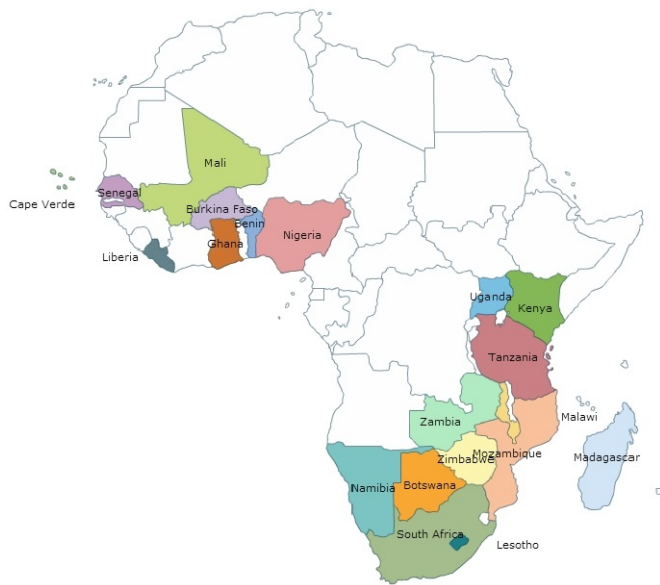 Mali
Senegal
Cape Verde
Burkina Faso
Benin
Nigeria
Ghana
Liberia
Uganda
Kenya
Tanzania
Malawi
Zambia
Mozambique
Zimbabwe
Madagascar
Namibia
Botswana
South Africa
Lesotho